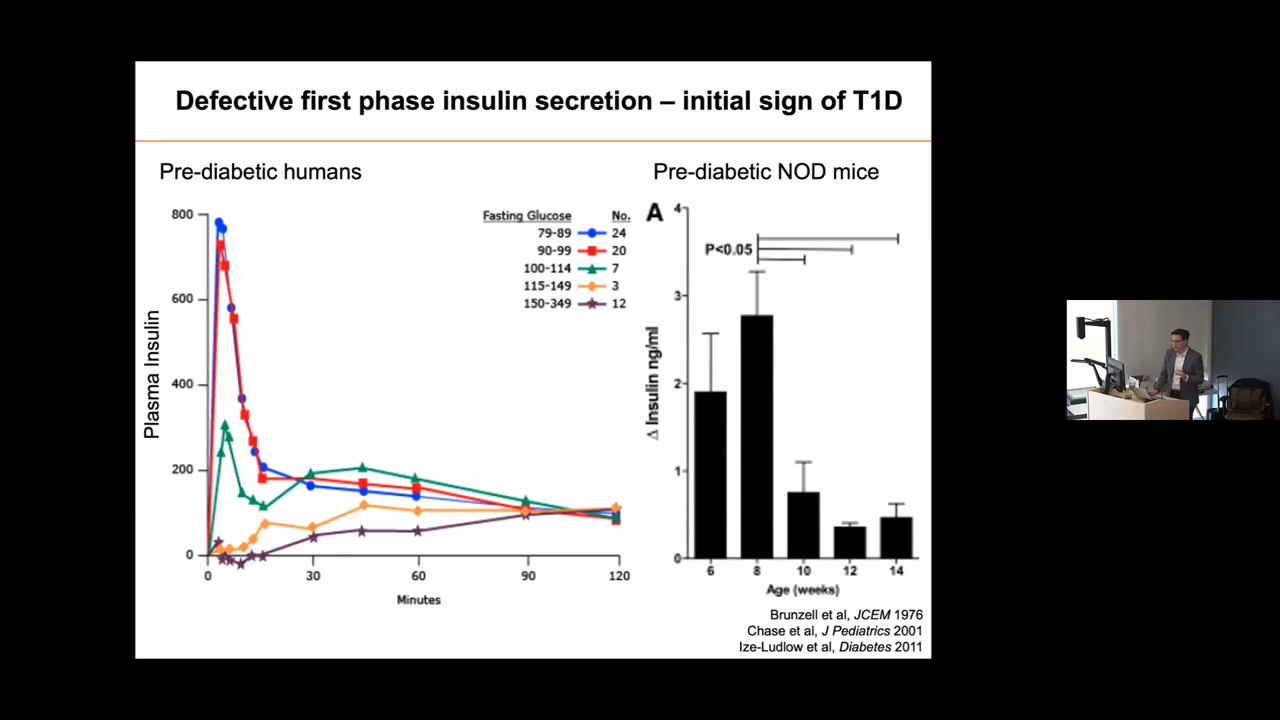 Defective first phase insulin secretion – initial sign of T1D
Pre-diabetic humans
Plasma Insulin
800
600
400
200
0
0 30 60 90 120
Minutes
Fasting Glucose No.
79-89 24
90-99 20
100-114 7
115-149 3
150-349 12
Pre-diabetic NOD mice
A
Δ Insulin ng/ml
4
3
2
1
0
P<0.05
6 8 10 12 14
Age (weeks)
Brunzell et al, JCEM 1976
Chase et al, J Pediatrics 2001
Ize-Ludlow et al, Diabetes 2011